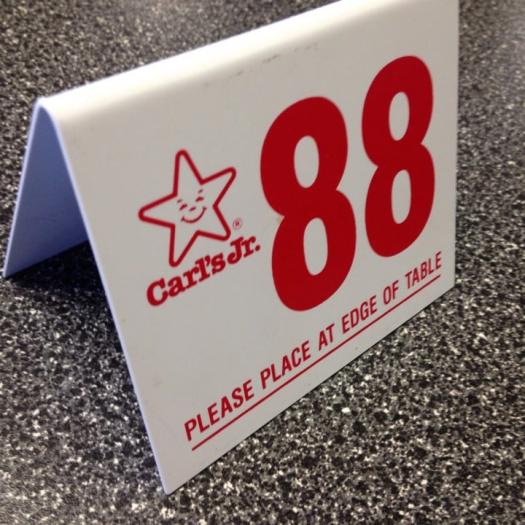 88
Carl's Jr.®
PLEASE PLACE AT EDGE OF TABLE